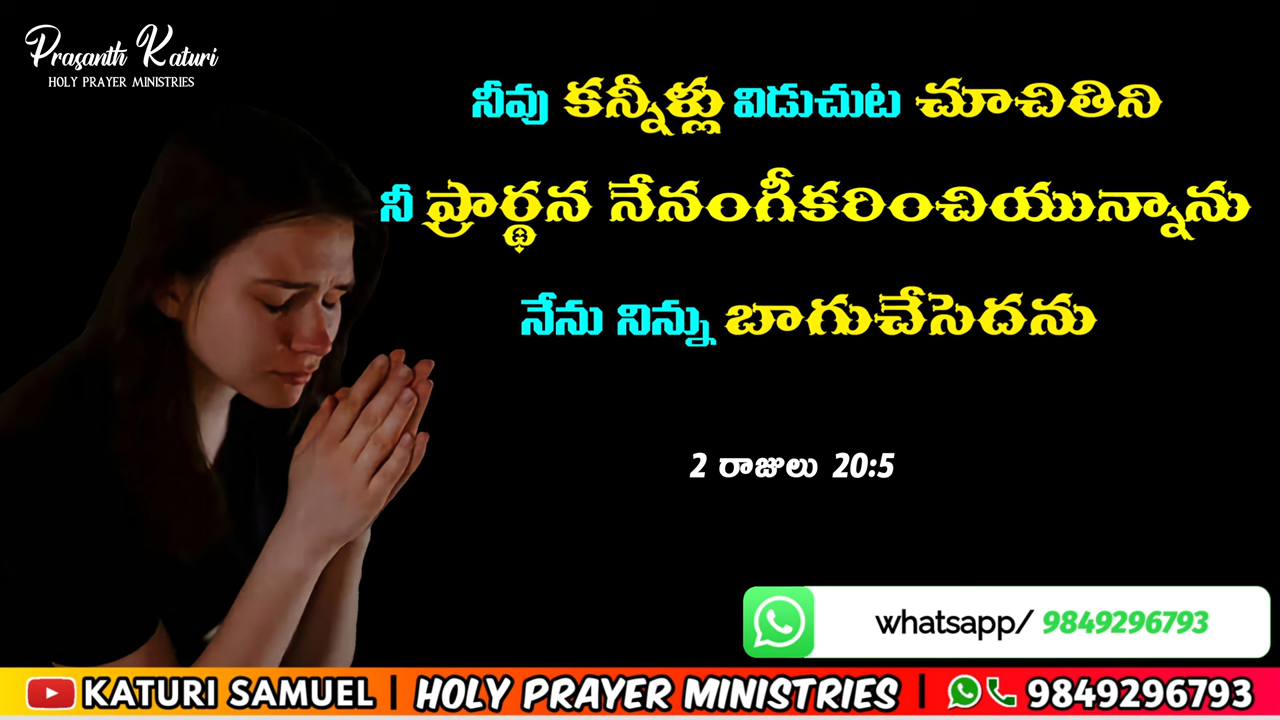 Prasanth Katuri
HOLY PRAYER MINISTRIES
నీవు కన్నీళ్లు విడుచుట చూచితిని
నీ ప్రార్థన నేనంగీకరించియున్నాను
నేను నిన్ను బాగుచేసెదను
2 రాజులు 20:5
whatsapp/ 9849296793
KATURI SAMUEL | HOLY PRAYER MINISTRIES | 9849296793